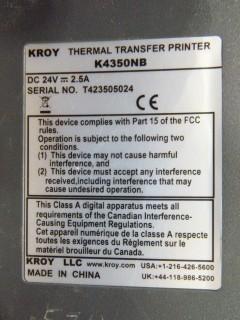 KROY THERMAL TRANSFER PRINTER
K4350NB
DC 24V ⎓ 2.5A
SERIAL NO. T423505024
CE
This device complies with Part 15 of the FCC
rules.
Operation is subject to the following two
conditions:
(1) This device may not cause harmful
interference, and
(2) This device must accept any interference
received, including interference that may
cause undesired operation.
This Class A digital apparatus meets all
requirements of the Canadian Interference-
Causing Equipment Regulations.
Cet appareil numérique de la classe A respecte
toutes les exigences du Règlement sur le
matériel brouilleur du Canada.
KROY LLC www.kroy.com USA:+1-216-426-5600
MADE IN CHINA UK:+44-118-986-5200